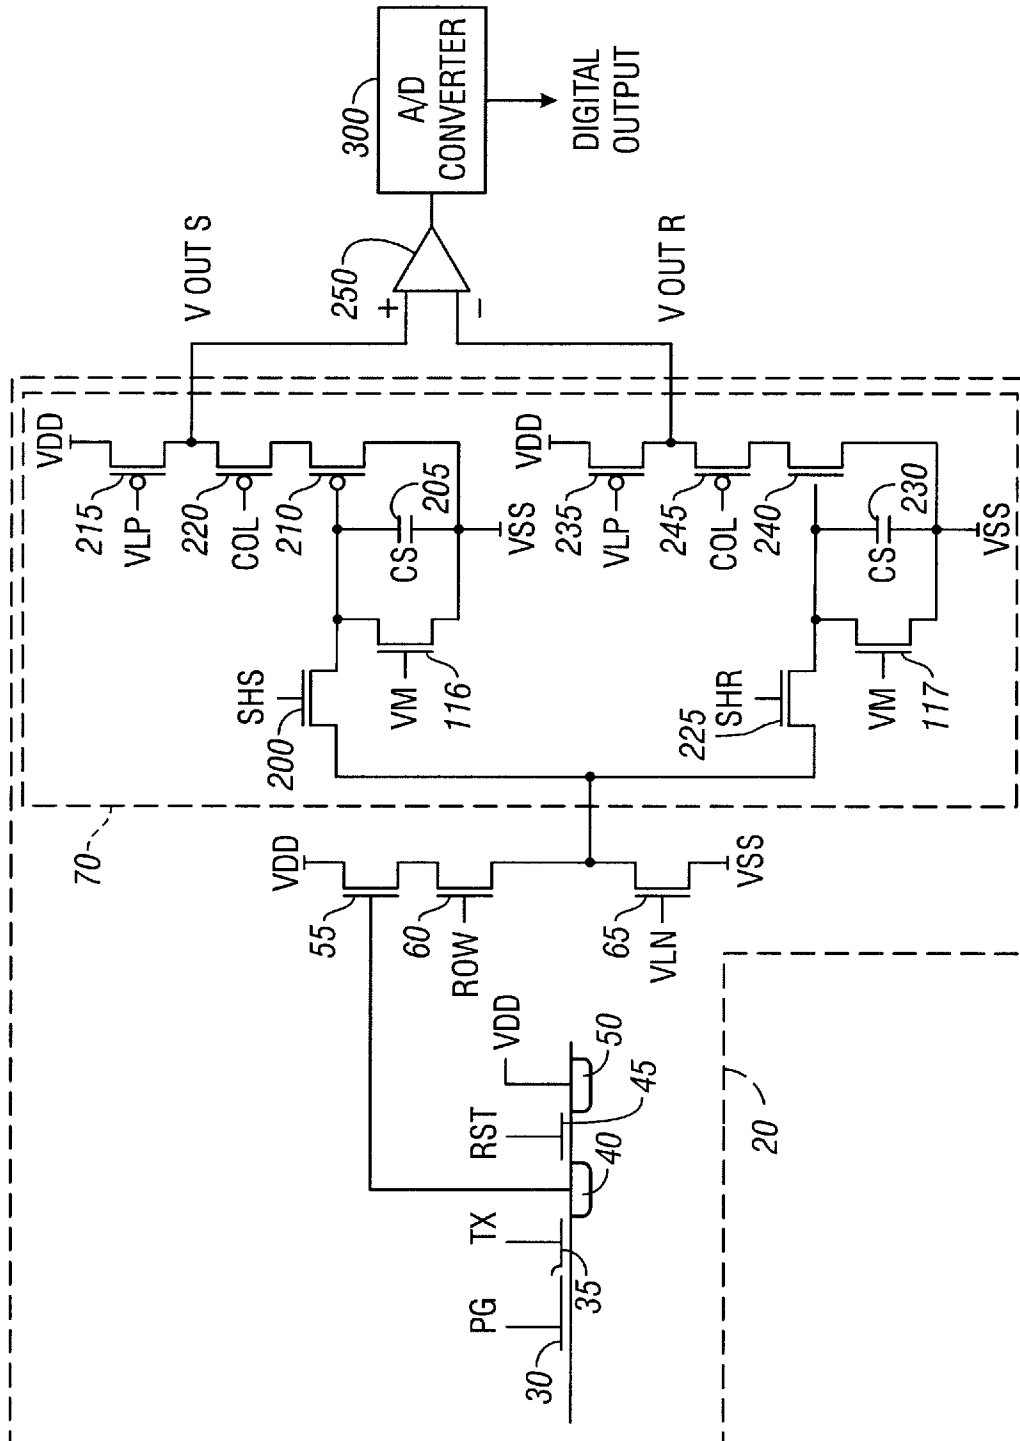 70
VDD
215
VLP
220
COL
210
SHS
200
VM
116
CS
205
VSS
V OUT S
VDD
235
VLP
245
COL
240
225
SHR
VM
117
CS
230
VSS
V OUT R
+
−
250
300
A/D
CONVERTER
DIGITAL
OUTPUT
VDD
55
60
ROW
65
VLN
VSS
PG
30
TX
35
40
RST
45
VDD
50
20